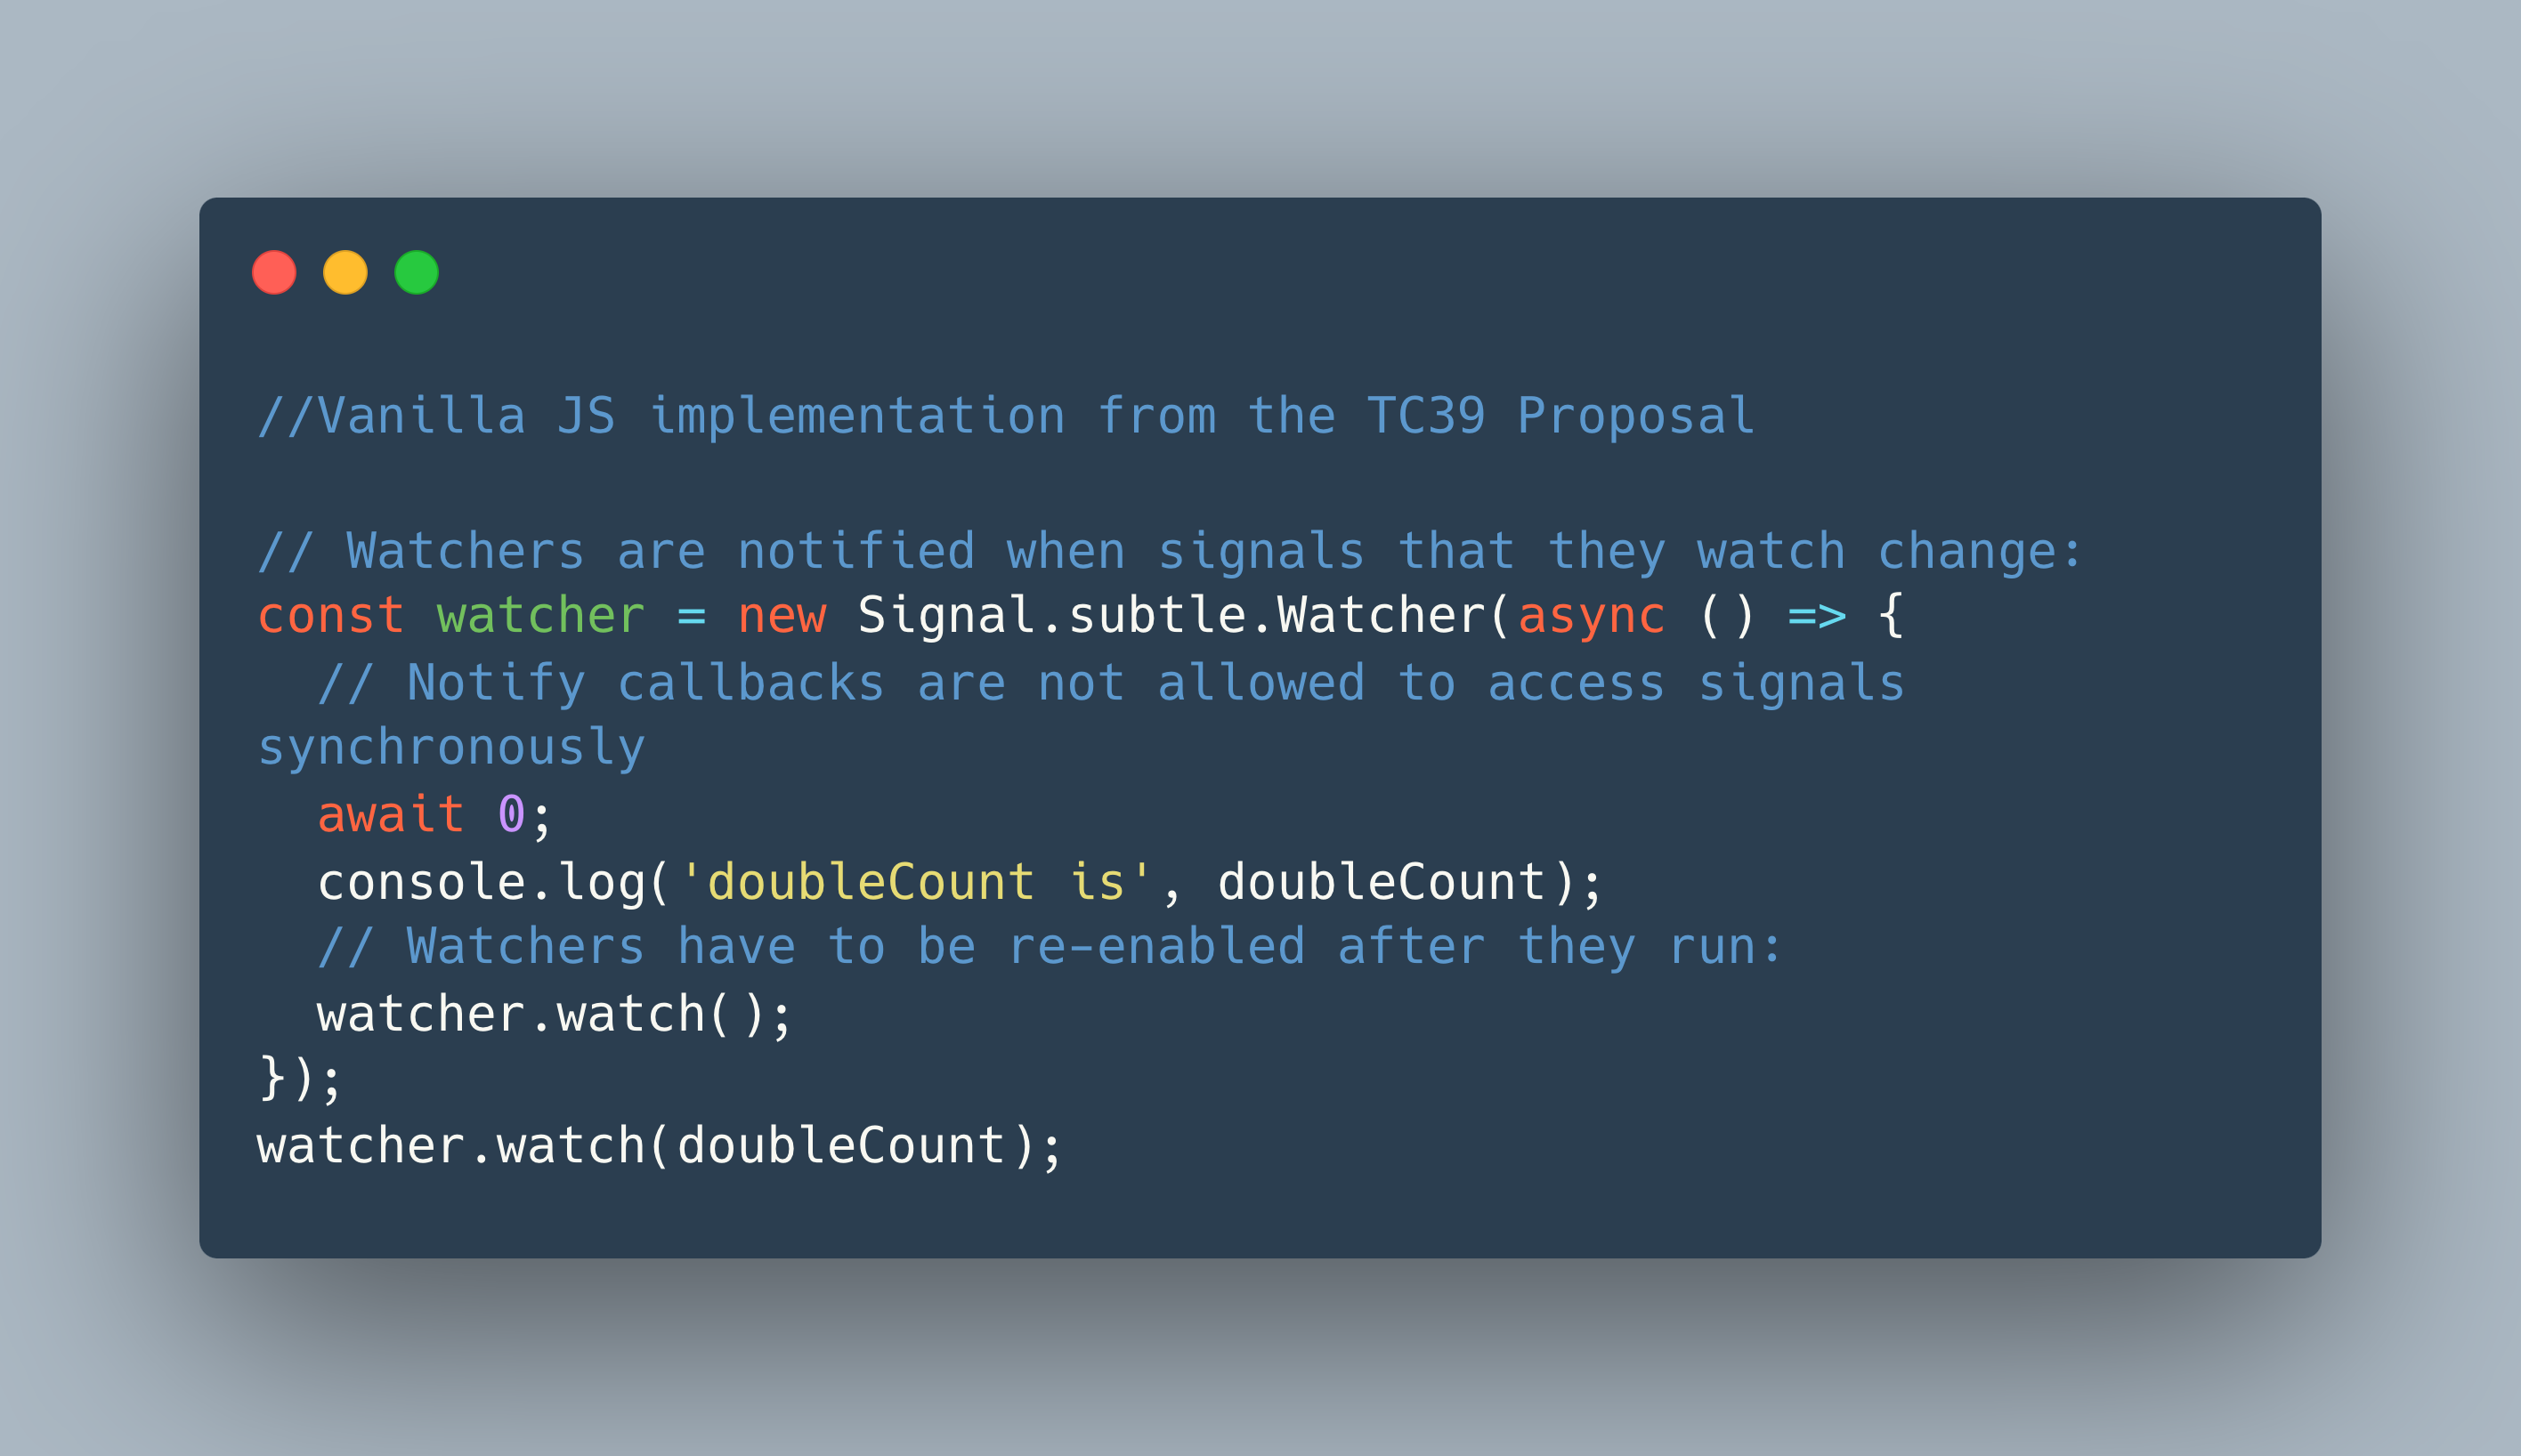 //Vanilla JS implementation from the TC39 Proposal
// Watchers are notified when signals that they watch change:
const watcher = new Signal.subtle.Watcher(async () => {
  // Notify callbacks are not allowed to access signals
synchronously
  await 0;
  console.log('doubleCount is', doubleCount);
  // Watchers have to be re-enabled after they run:
  watcher.watch();
});
watcher.watch(doubleCount);